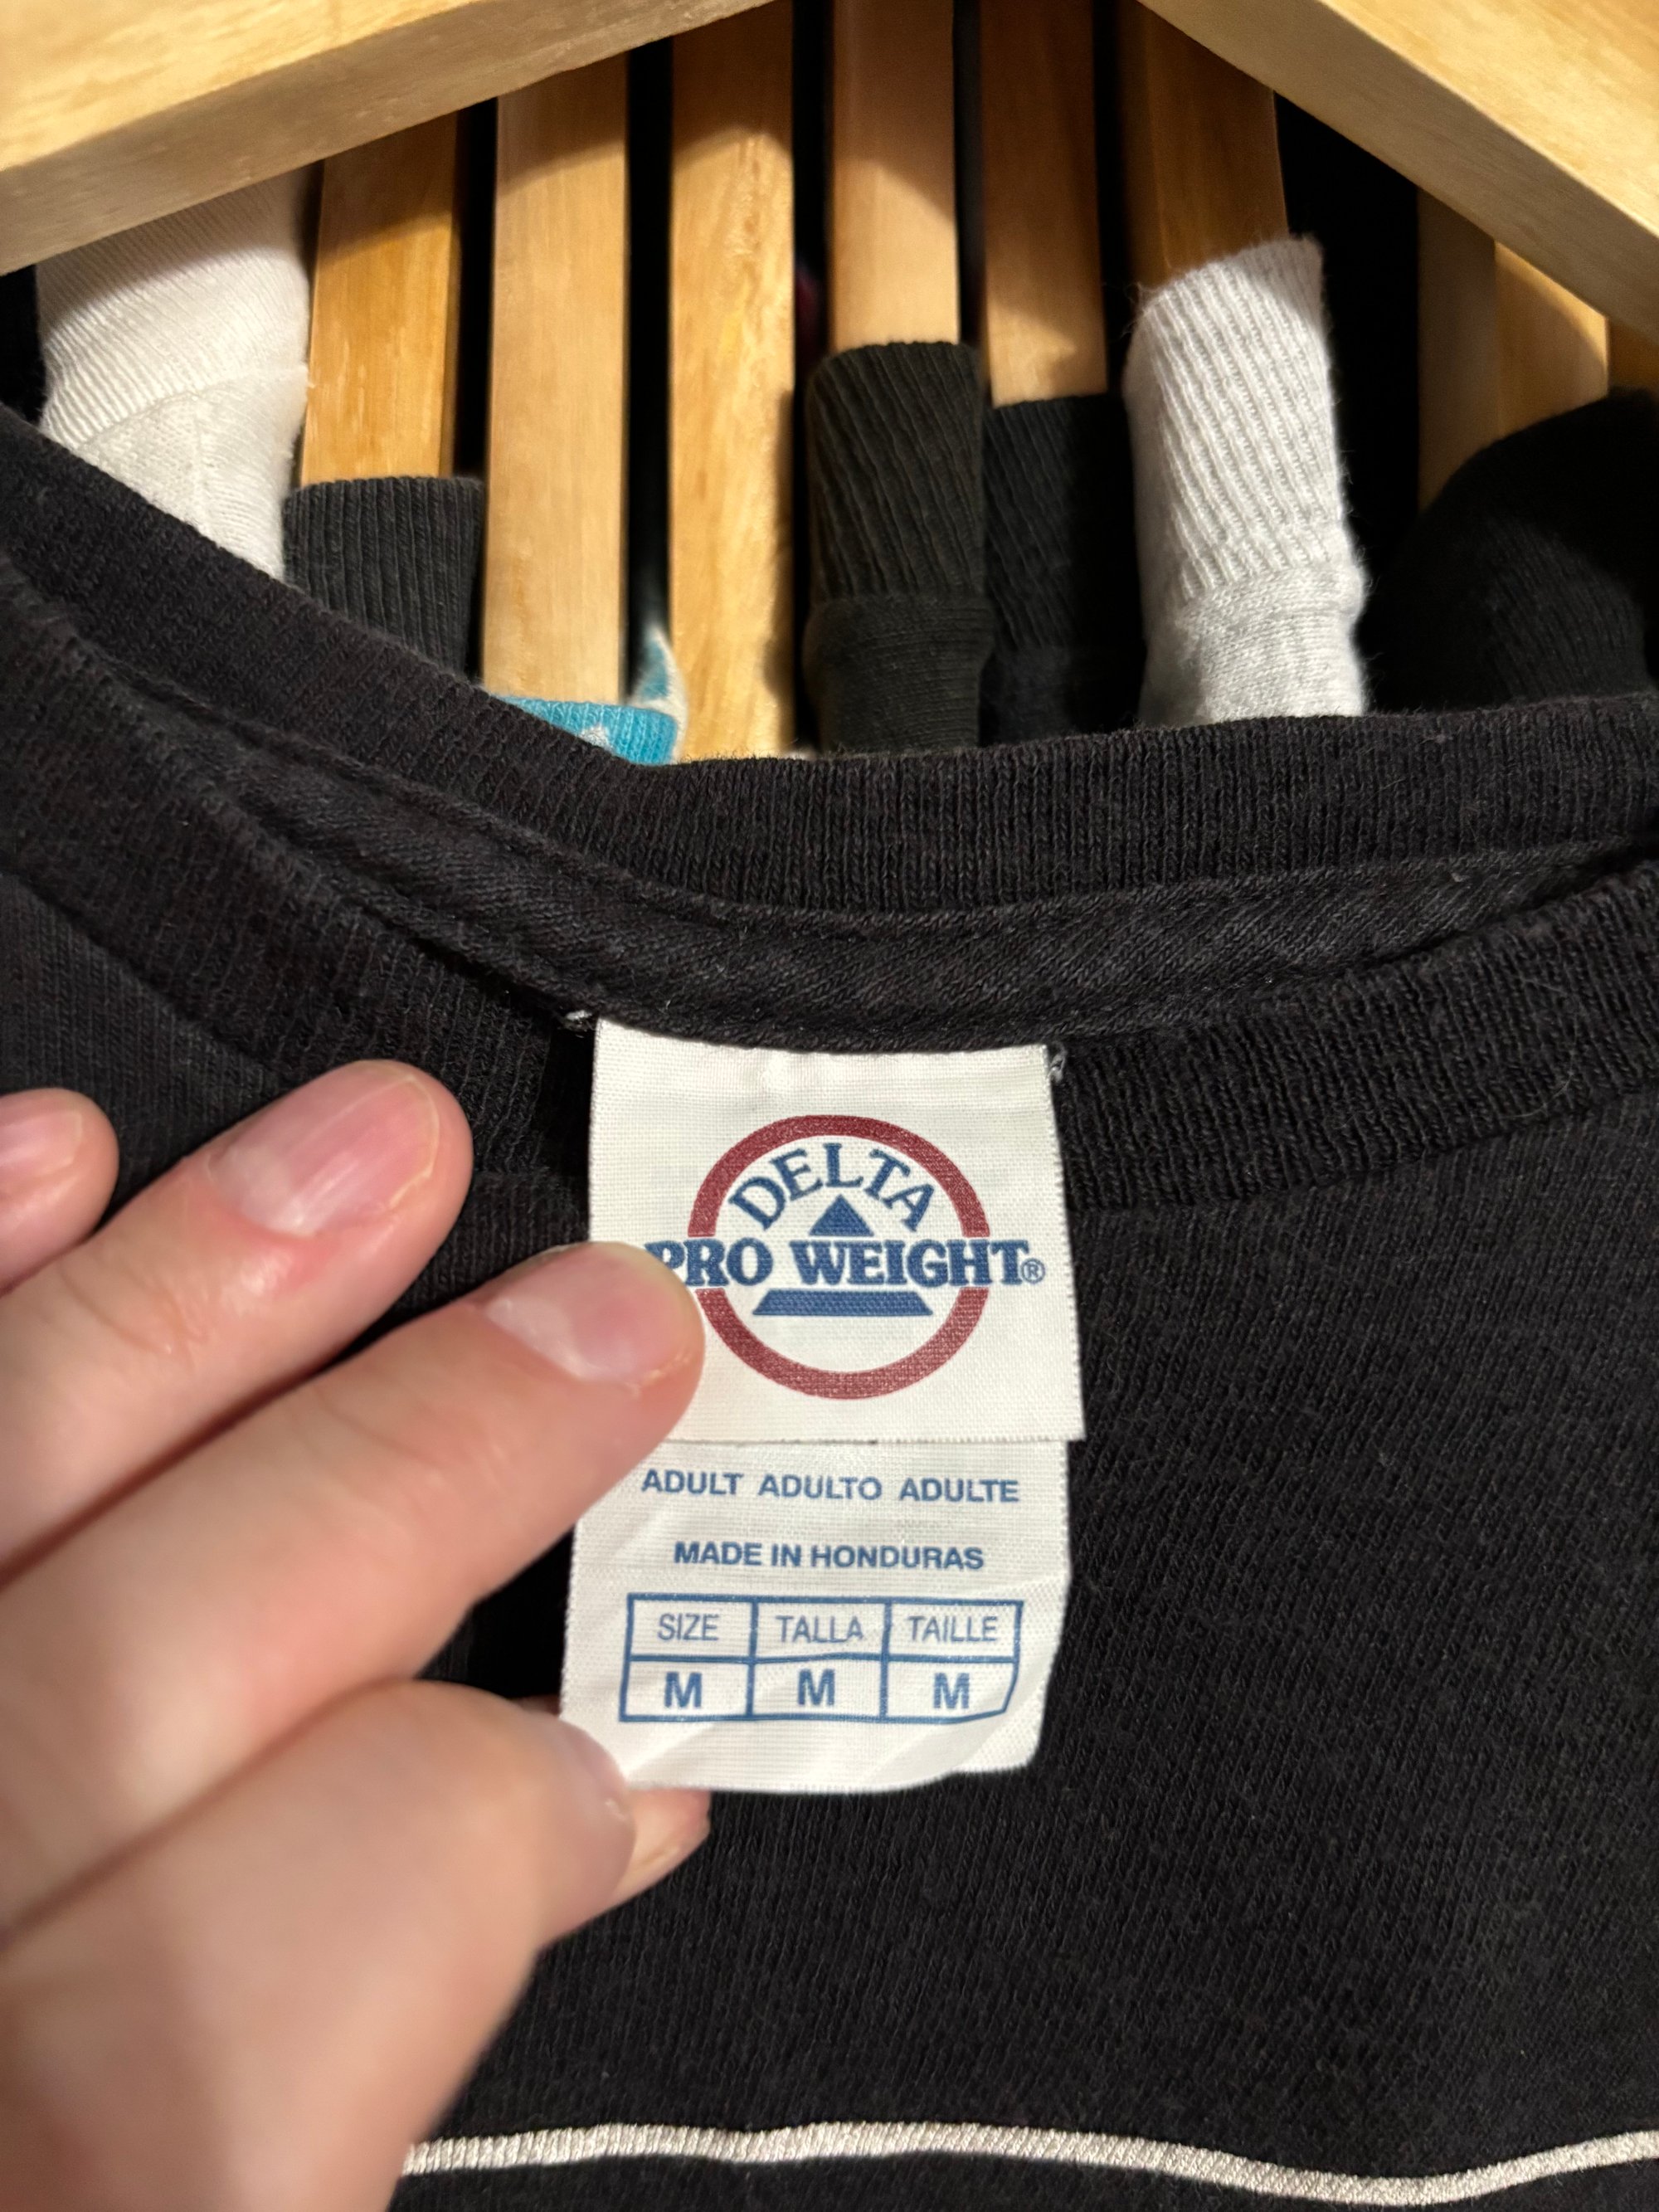 DELTA
PRO WEIGHT®
ADULT ADULTO ADULTE
MADE IN HONDURAS
SIZE TALLA TAILLE
M M M